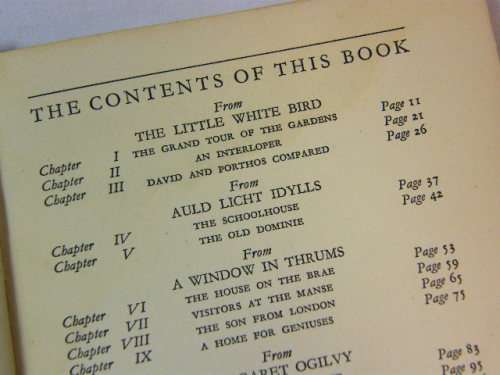 THE CONTENTS OF THIS BOOK
From
THE LITTLE WHITE BIRD
Chapter I THE GRAND TOUR OF THE GARDENS Page 11
Chapter II AN INTERLOPER Page 21
Chapter III DAVID AND PORTHOS COMPARED Page 26
From
AULD LICHT IDYLLS
Chapter IV THE SCHOOLHOUSE Page 37
Chapter V THE OLD DOMINIE Page 42
From
A WINDOW IN THRUMS
Chapter VI THE HOUSE ON THE BRAE Page 53
Chapter VII VISITORS AT THE MANSE Page 59
Chapter VIII THE SON FROM LONDON Page 65
Chapter IX A HOME FOR GENIUSES Page 75
From
OGILVY
Page 83
Page 95